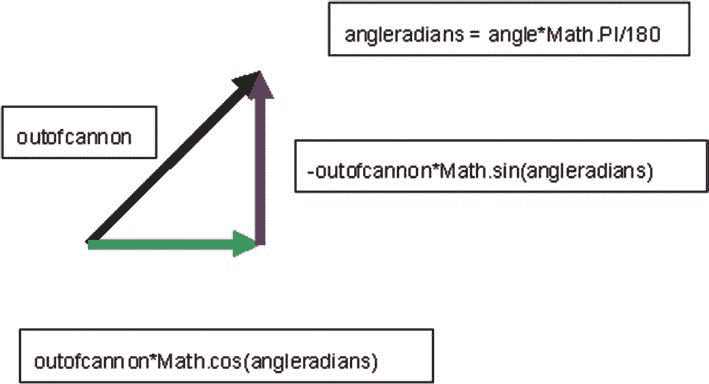 angleradians = angle*Math.PI/180
outofcannon
-outofcannon*Math.sin(angleradians)
outofcannon*Math.cos(angleradians)